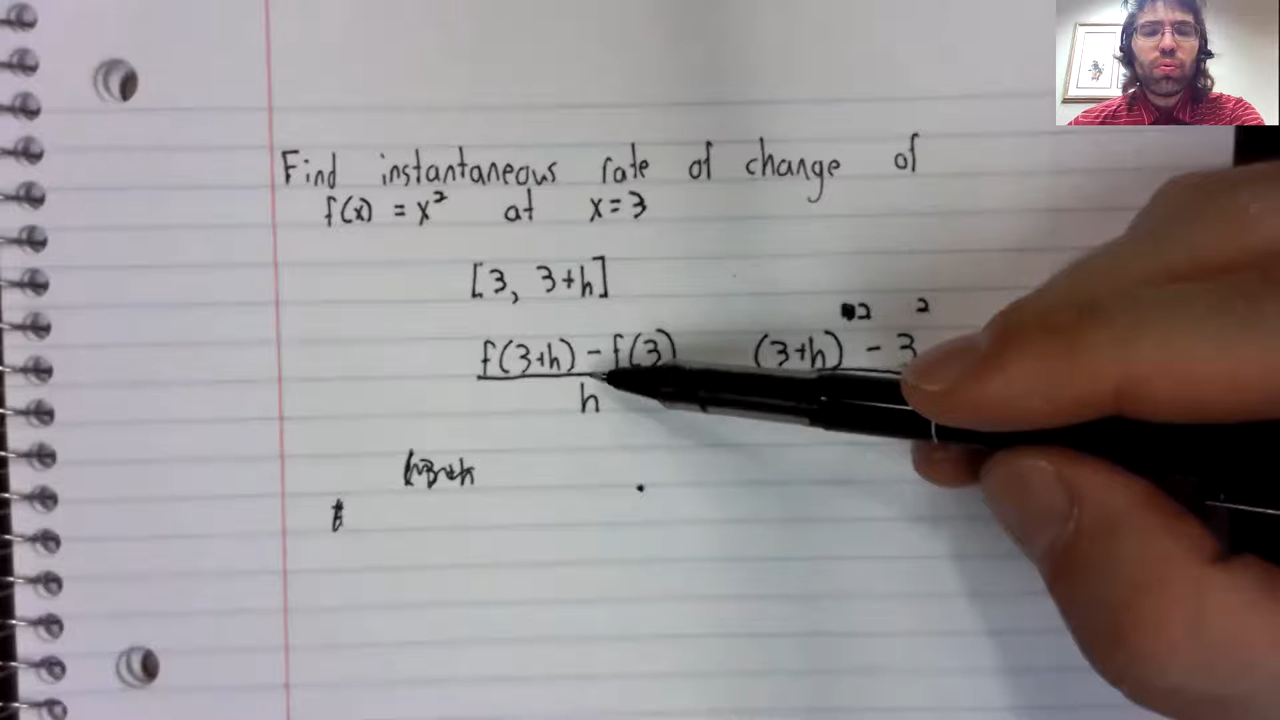 Find instantaneous rate of change of
f(x) = x² at x=3
[3, 3+h]
f(3+h) - f(3) (3+h)² - 3²
h